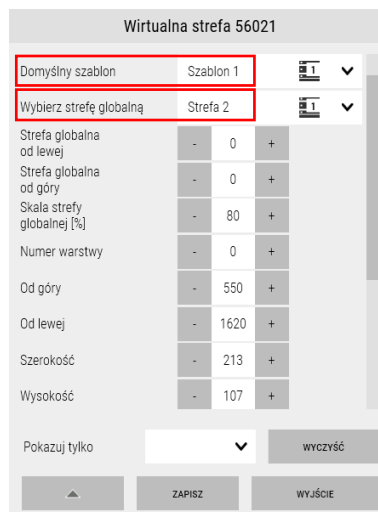 Wirtualna strefa 56021
Domyślny szablon Szablon 1 1
Wybierz strefę globalną Strefa 2 1
Strefa globalna
od lewej - 0 +
Strefa globalna
od góry - 0 +
Skala strefy
globalnej [%] - 80 +
Numer warstwy - 0 +
Od góry - 550 +
Od lewej - 1620 +
Szerokość - 213 +
Wysokość - 107 +
Pokazuj tylko WYCZYŚĆ
ZAPISZ WYJŚCIE